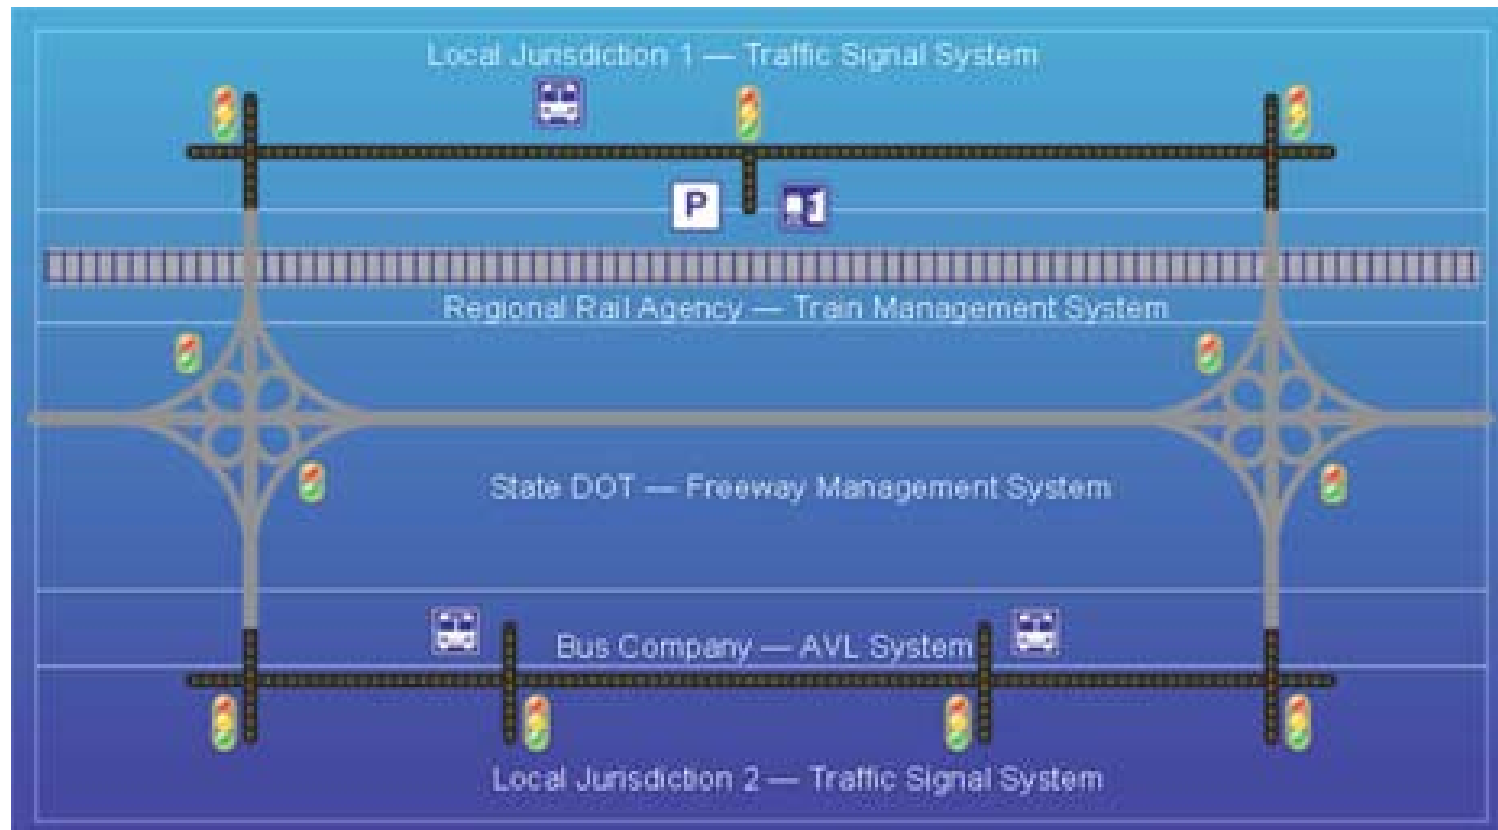 Local Jurisdiction 1 — Traffic Signal System
P
Regional Rail Agency — Train Management System
State DOT — Freeway Management System
Bus Company — AVL System
Local Jurisdiction 2 — Traffic Signal System